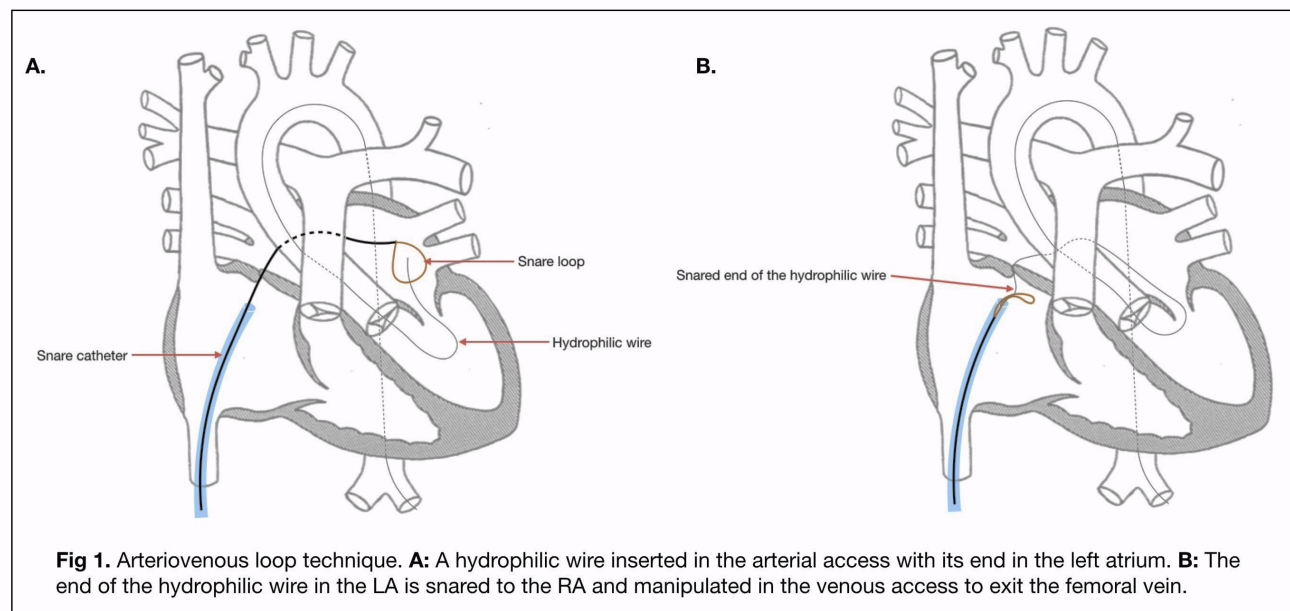 A.
B.
Snare loop
Hydrophilic wire
Snare catheter
Snared end of the hydrophilic wire
Fig 1. Arteriovenous loop technique. A: A hydrophilic wire inserted in the arterial access with its end in the left atrium. B: The
end of the hydrophilic wire in the LA is snared to the RA and manipulated in the venous access to exit the femoral vein.